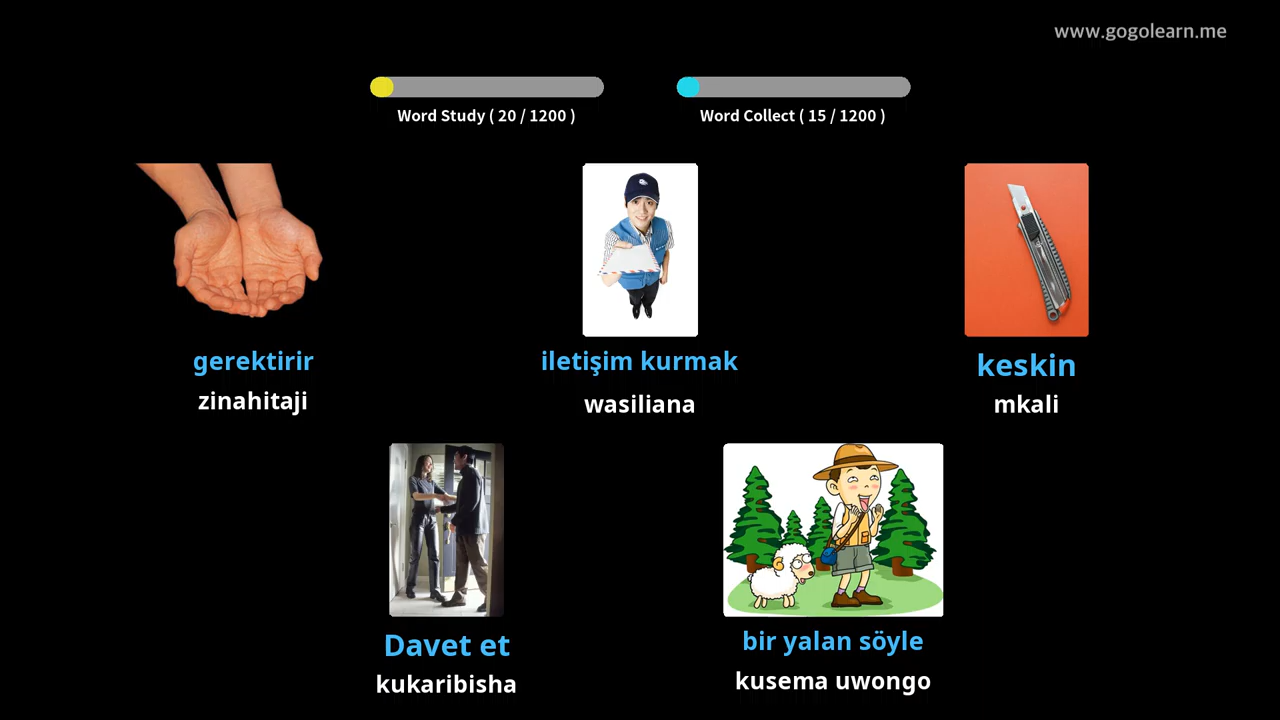 www.gogolearn.me
Word Study ( 20 / 1200 )
Word Collect ( 15 / 1200 )
gerektirir
zinahitaji
iletişim kurmak
wasiliana
keskin
mkali
Davet et
kukaribisha
bir yalan söyle
kusema uwongo